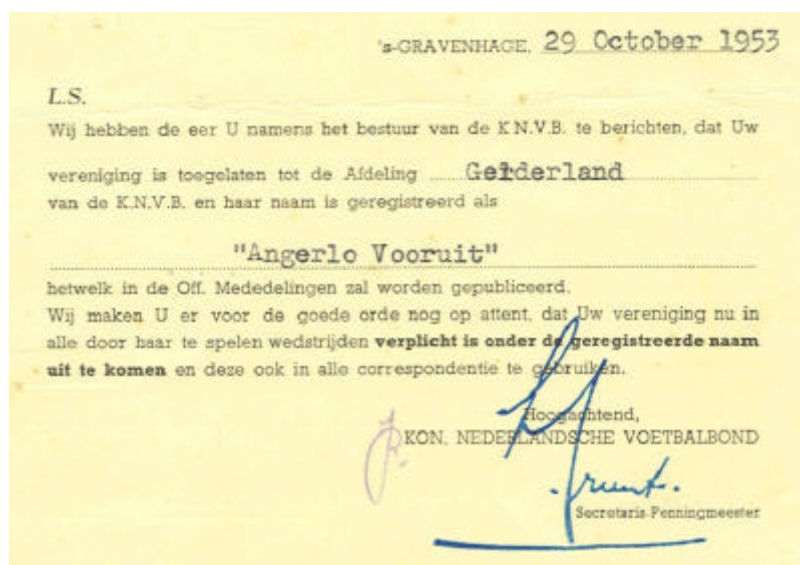 's-GRAVENHAGE, 29 October 1953
L.S.
Wij hebben de eer U namens het bestuur van de K.N.V.B. te berichten, dat Uw
vereniging is toegelaten tot de Afdeling Gelderland
van de K.N.V.B. en haar naam is geregistreerd als
"Angerlo Vooruit"
hetwelk in de Off. Mededelingen zal worden gepubliceerd.
Wij maken U er voor de goede orde nog op attent, dat Uw vereniging nu in
alle door haar te spelen wedstrijden verplicht is onder de geregistreerde naam
uit te komen en deze ook in alle correspondentie te gebruiken.
Hoogachtend,
KON. NEDERLANDSCHE VOETBALBOND
Secretaris-Penningmeester